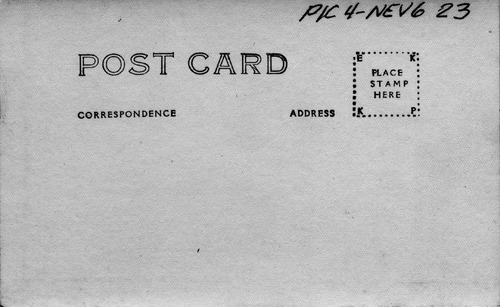 PIC 4-NEV6 23
POST CARD
E K
PLACE
STAMP
HERE
K P
CORRESPONDENCE ADDRESS